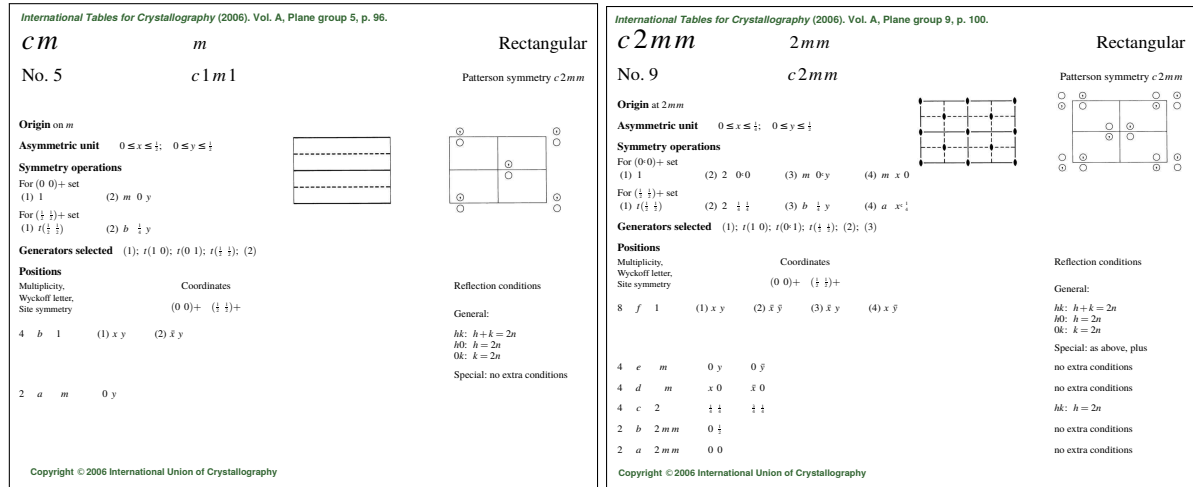 International Tables for Crystallography (2006). Vol. A, Plane group 5, p. 96.
cm m Rectangular
No. 5 c1m1 Patterson symmetry c2mm
Origin on m
Asymmetric unit 0 ≤ x ≤ ½; 0 ≤ y ≤ ½
Symmetry operations
For (0 0)+ set
(1) 1 (2) m 0 y
For (½ ½)+ set
(1) t(½ ½) (2) b ¼ y
Generators selected (1); t(1 0); t(0 1); t(½ ½); (2)
Positions
Multiplicity,
Wyckoff letter,
Site symmetry
Coordinates
(0 0)+ (½ ½)+
Reflection conditions
General:
4 b 1 (1) x y (2) x̄ y
hk: h+k = 2n
h0: h = 2n
0k: k = 2n
Special: no extra conditions
2 a m 0 y
Copyright © 2006 International Union of Crystallography
International Tables for Crystallography (2006). Vol. A, Plane group 9, p. 100.
c2mm 2mm Rectangular
No. 9 c2mm Patterson symmetry c2mm
Origin at 2mm
Asymmetric unit 0 ≤ x ≤ ¼; 0 ≤ y ≤ ½
Symmetry operations
For (0 0)+ set
(1) 1 (2) 2 0 0 (3) m 0 y (4) m x 0
For (½ ½)+ set
(1) t(½ ½) (2) 2 ¼ ¼ (3) b ¼ y (4) a x ¼
Generators selected (1); t(1 0); t(0 1); t(½ ½); (2); (3)
Positions
Multiplicity,
Wyckoff letter,
Site symmetry
Coordinates
(0 0)+ (½ ½)+
Reflection conditions
General:
8 f 1 (1) x y (2) x̄ ȳ (3) x̄ y (4) x ȳ
hk: h+k = 2n
h0: h = 2n
0k: k = 2n
Special: as above, plus
4 e m 0 y 0 ȳ no extra conditions
4 d m x 0 x̄ 0 no extra conditions
4 c 2 ¼ ¼ ¾ ¼ hk: h = 2n
2 b 2mm 0 ½ no extra conditions
2 a 2mm 0 0 no extra conditions
Copyright © 2006 International Union of Crystallography